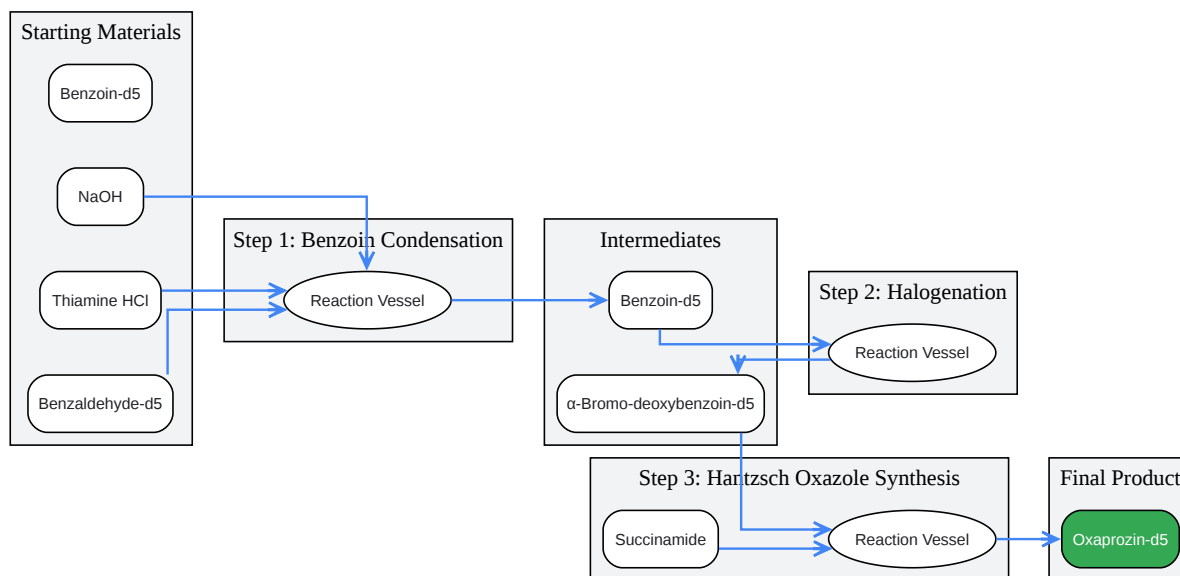 Starting Materials
Benzoin-d5
NaOH
Thiamine HCl
Benzaldehyde-d5
Step 1: Benzoin Condensation
Reaction Vessel
Intermediates
Benzoin-d5
α-Bromo-deoxybenzoin-d5
Step 2: Halogenation
Reaction Vessel
Step 3: Hantzsch Oxazole Synthesis
Succinamide
Reaction Vessel
Final Product
Oxaprozin-d5